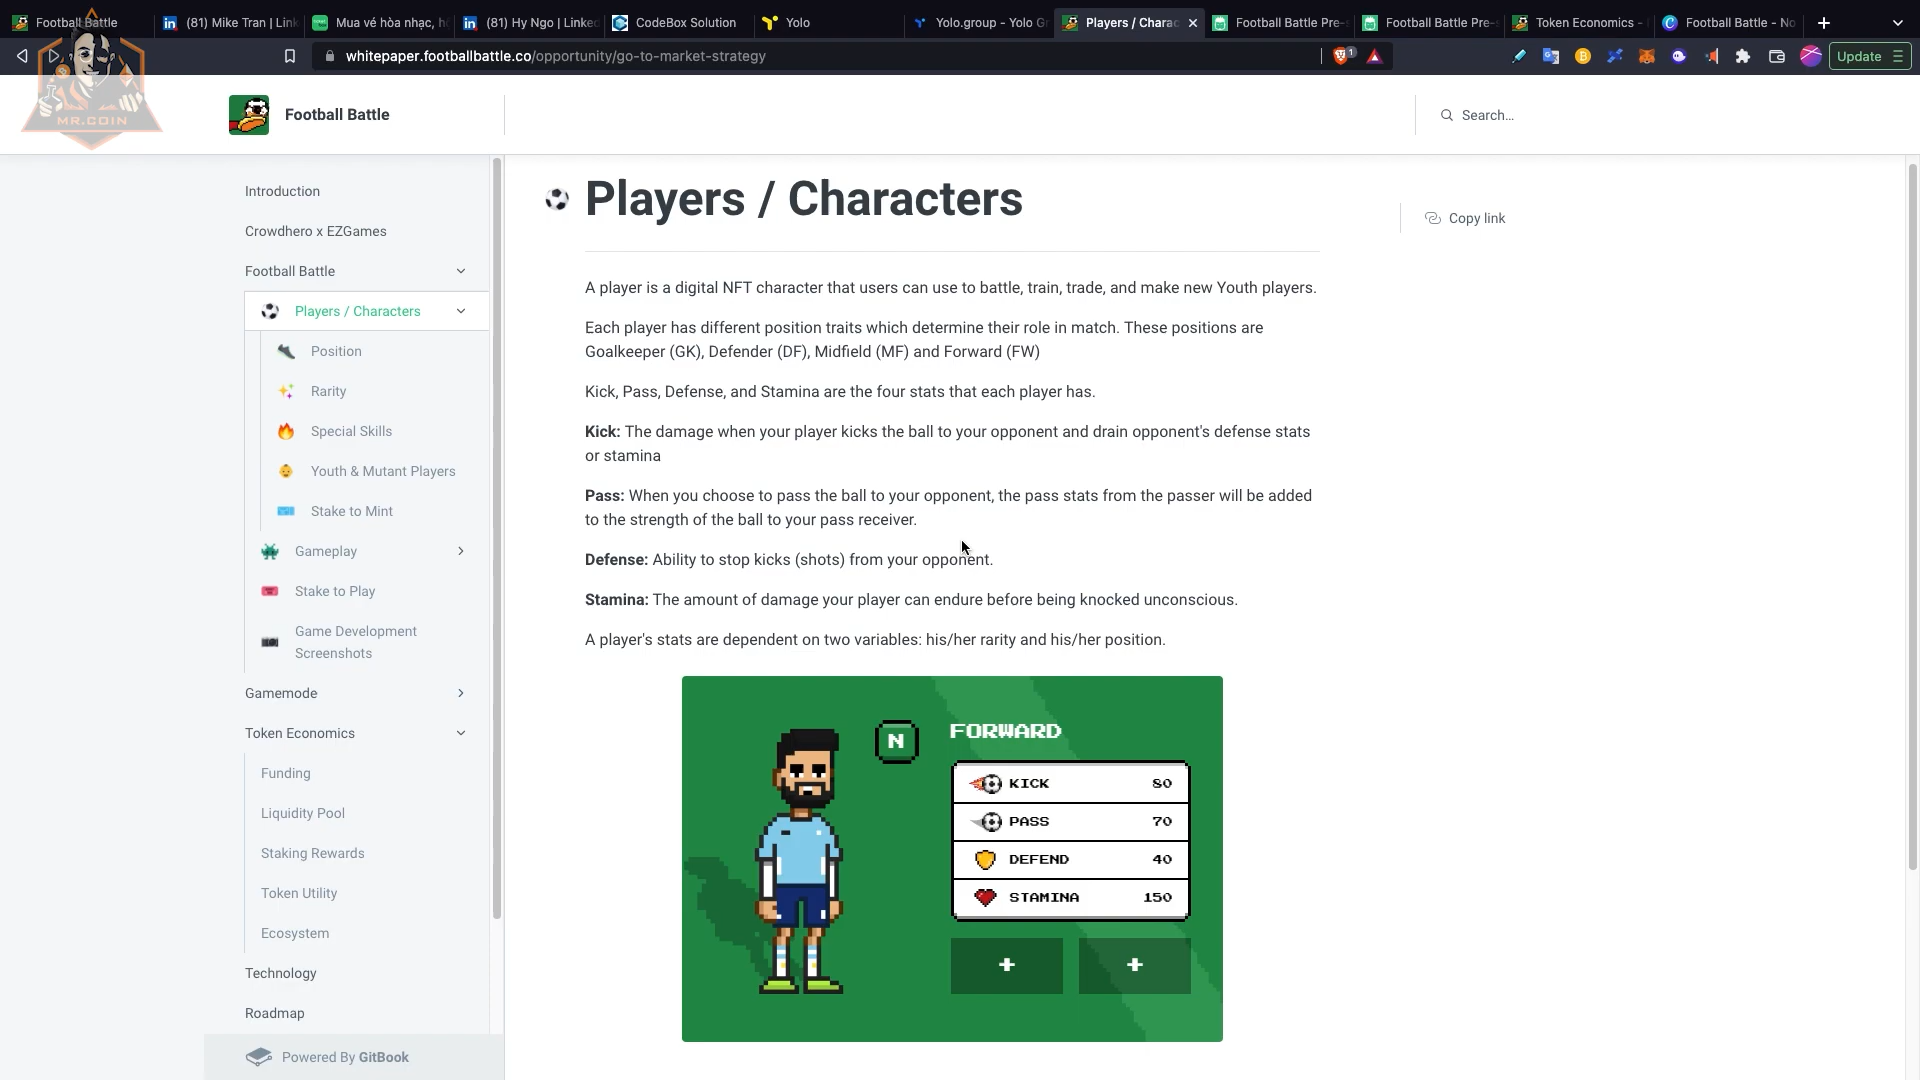 Football Battle
(81) Mike Tran | Link
Mua vé hòa nhạc, h
(81) Hy Ngo | Linked
CodeBox Solution
Yolo
Yolo.group - Yolo Gr
Players / Charac
Football Battle Pre-s
Football Battle Pre-s
Token Economics -
Football Battle - No
whitepaper.footballbattle.co/opportunity/go-to-market-strategy
1
Update
MR.COIN
Football Battle
Search...
Introduction
Crowdhero x EZGames
Football Battle
Players / Characters
Position
Rarity
Special Skills
Youth & Mutant Players
Stake to Mint
Gameplay
Stake to Play
Game Development
Screenshots
Gamemode
Token Economics
Funding
Liquidity Pool
Staking Rewards
Token Utility
Ecosystem
Technology
Roadmap
Powered By GitBook
Players / Characters
Copy link
A player is a digital NFT character that users can use to battle, train, trade, and make new Youth players.
Each player has different position traits which determine their role in match. These positions are
Goalkeeper (GK), Defender (DF), Midfield (MF) and Forward (FW)
Kick, Pass, Defense, and Stamina are the four stats that each player has.
Kick: The damage when your player kicks the ball to your opponent and drain opponent's defense stats
or stamina
Pass: When you choose to pass the ball to your opponent, the pass stats from the passer will be added
to the strength of the ball to your pass receiver.
Defense: Ability to stop kicks (shots) from your opponent.
Stamina: The amount of damage your player can endure before being knocked unconscious.
A player's stats are dependent on two variables: his/her rarity and his/her position.
N
FORWARD
KICK 80
PASS 70
DEFEND 40
STAMINA 150
+ +